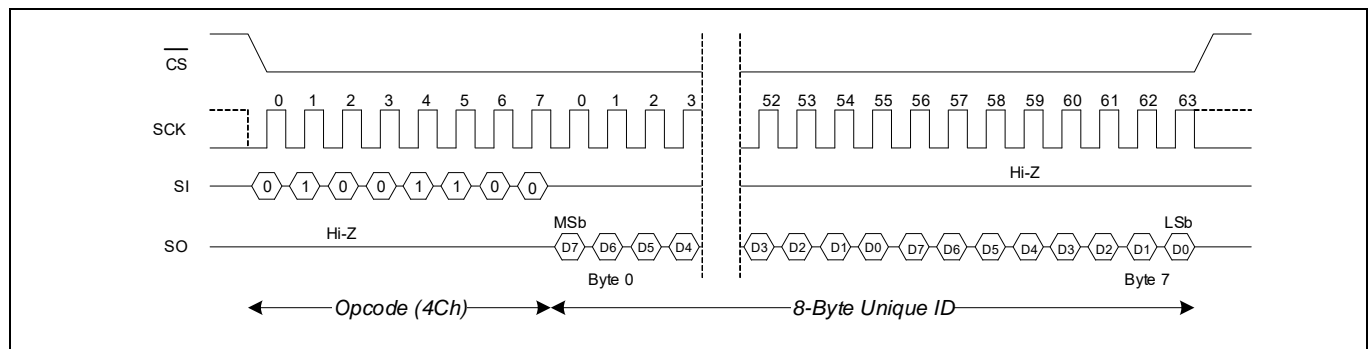 CS
0 1 2 3 4 5 6 7 0 1 2 3 52 53 54 55 56 57 58 59 60 61 62 63
SCK
Hi-Z
SI 0 1 0 0 1 1 0 0
MSb LSb
Hi-Z
SO D7 D6 D5 D4 D3 D2 D1 D0 D7 D6 D5 D4 D3 D2 D1 D0
Byte 0 Byte 7
Opcode (4Ch) 8-Byte Unique ID